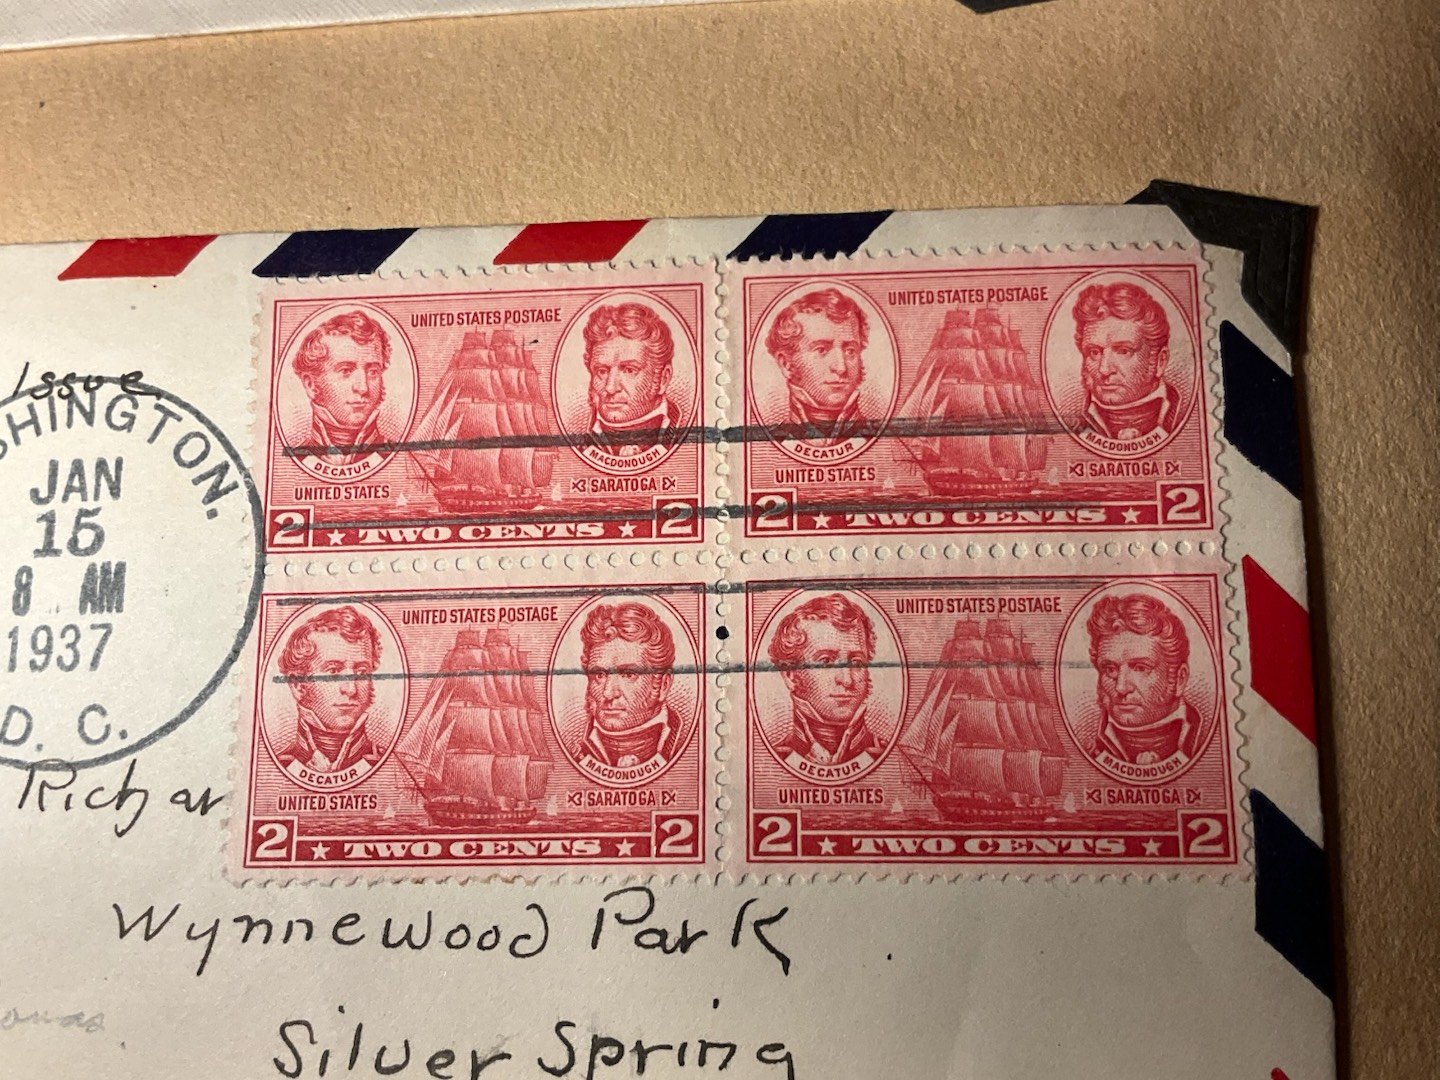 UNITED STATES POSTAGE
DECATUR
MACDONOUGH
UNITED STATES
SARATOGA
2 TWO CENTS 2
UNITED STATES POSTAGE
DECATUR
MACDONOUGH
UNITED STATES
SARATOGA
2 TWO CENTS 2
UNITED STATES POSTAGE
DECATUR
MACDONOUGH
UNITED STATES
SARATOGA
2 TWO CENTS 2
UNITED STATES POSTAGE
DECATUR
MACDONOUGH
UNITED STATES
SARATOGA
2 TWO CENTS 2
Issue
SHINGTON.
JAN
15
8 AM
1937
D. C.
Richar
Wynnewood Park
Silver Spring